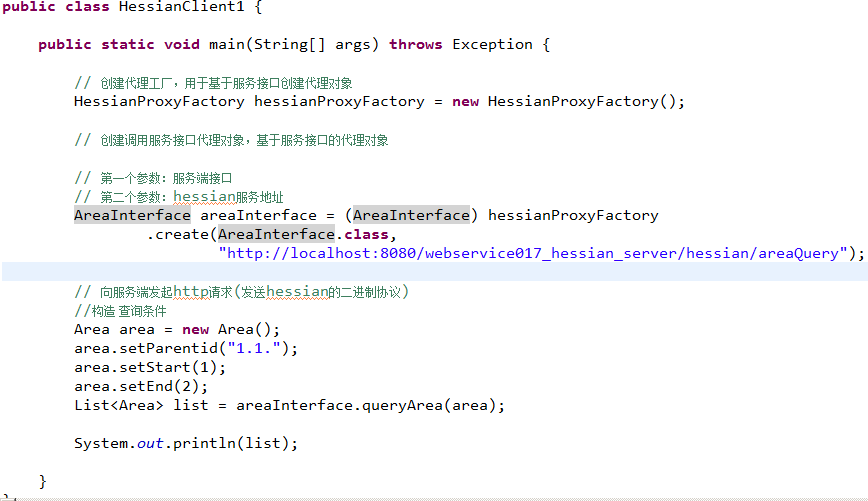 public class HessianClient1 {
public static void main(String[] args) throws Exception {
// 创建代理工厂，用于基于服务接口创建代理对象
HessianProxyFactory hessianProxyFactory = new HessianProxyFactory();
// 创建调用服务接口代理对象，基于服务接口的代理对象
// 第一个参数：服务端接口
// 第二个参数：hessian服务地址
AreaInterface areaInterface = (AreaInterface) hessianProxyFactory
.create(AreaInterface.class,
"http://localhost:8080/webservice017_hessian_server/hessian/areaQuery");
// 向服务端发起http请求(发送hessian的二进制协议)
//构造 查询条件
Area area = new Area();
area.setParentid("1.1.");
area.setStart(1);
area.setEnd(2);
List<Area> list = areaInterface.queryArea(area);
System.out.println(list);
}